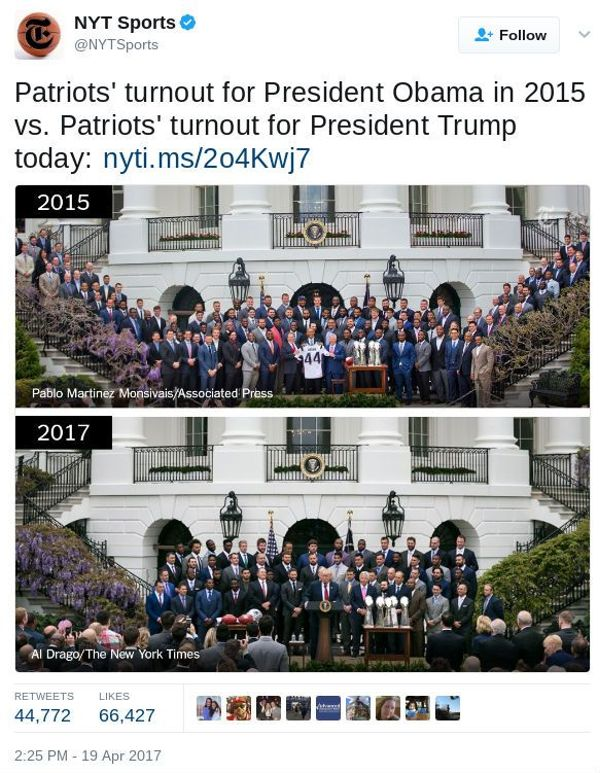 NYT Sports
@NYTSports
Follow
Patriots' turnout for President Obama in 2015
vs. Patriots' turnout for President Trump
today: nyti.ms/2o4Kwj7
2015
44
Pablo Martinez Monsivais/Associated Press
2017
Al Drago/The New York Times
RETWEETS LIKES
44,772 66,427
2:25 PM - 19 Apr 2017